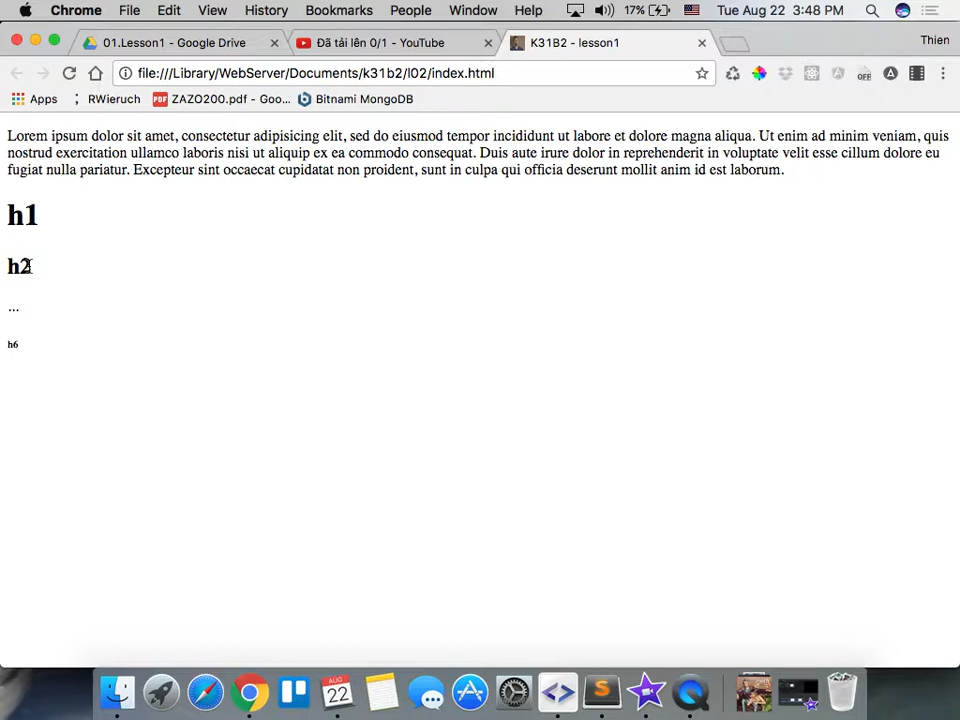 Chrome File Edit View History Bookmarks People Window Help 17% Tue Aug 22 3:48 PM
01.Lesson1 - Google Drive Đã tải lên 0/1 - YouTube K31B2 - lesson1 Thien
file:///Library/WebServer/Documents/k31b2/l02/index.html OFF A
Apps RWieruch PDF ZAZO200.pdf - Goo... Bitnami MongoDB
Lorem ipsum dolor sit amet, consectetur adipisicing elit, sed do eiusmod tempor incididunt ut labore et dolore magna aliqua. Ut enim ad minim veniam, quis
nostrud exercitation ullamco laboris nisi ut aliquip ex ea commodo consequat. Duis aute irure dolor in reprehenderit in voluptate velit esse cillum dolore eu
fugiat nulla pariatur. Excepteur sint occaecat cupidatat non proident, sunt in culpa qui officia deserunt mollit anim id est laborum.
h1
h2
...
h6
AUG
22